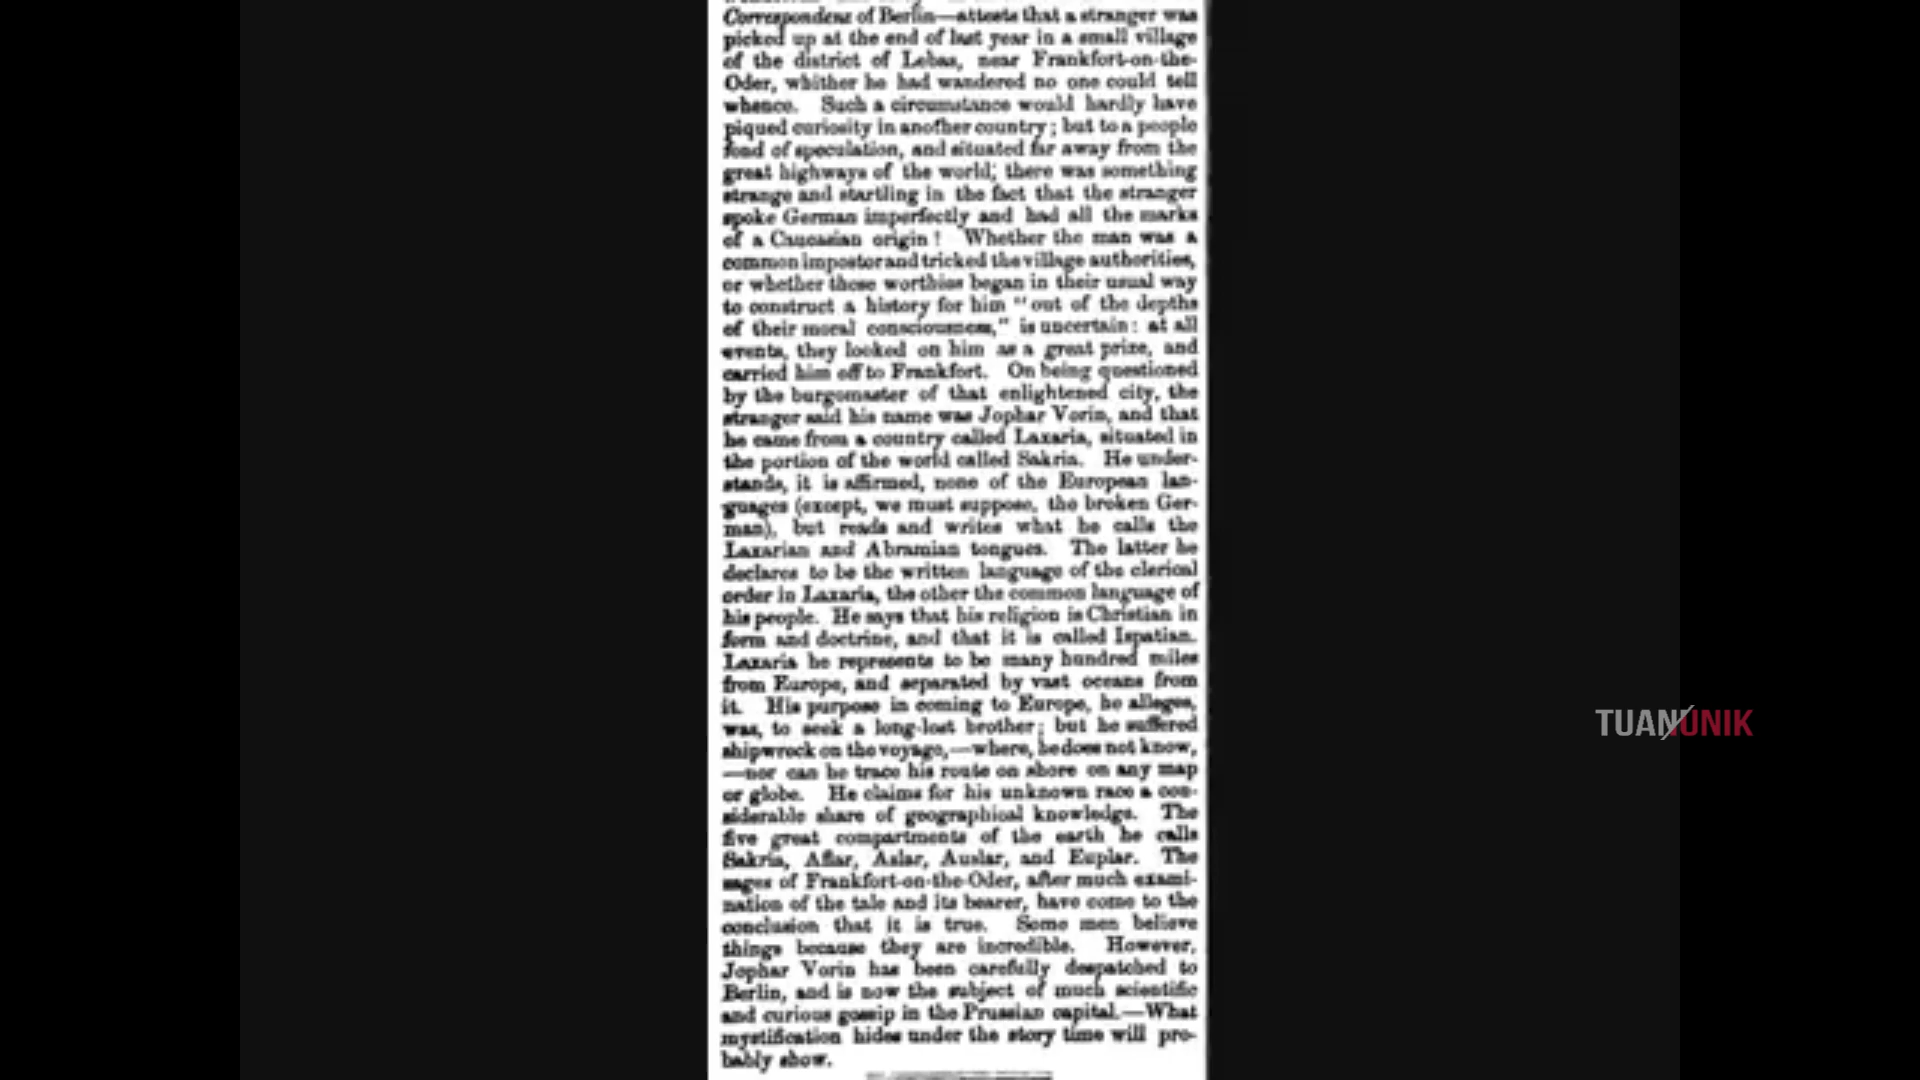 Correspondenz of Berlin—attests that a stranger was
picked up at the end of last year in a small village
of the district of Lebas, near Frankfort-on-the-
Oder, whither he had wandered no one could tell
whence. Such a circumstance would hardly have
piqued curiosity in another country; but to a people
fond of speculation, and situated far away from the
great highways of the world, there was something
strange and startling in the fact that the stranger
spoke German imperfectly and had all the marks
of a Caucasian origin! Whether the man was a
common impostor and tricked the village authorities,
or whether those worthies began in their usual way
to construct a history for him "out of the depths
of their moral consciousness," is uncertain: at all
events, they looked on him as a great prize, and
carried him off to Frankfort. On being questioned
by the burgomaster of that enlightened city, the
stranger said his name was Jophar Vorin, and that
he came from a country called Laxaria, situated in
the portion of the world called Sakria. He under-
stands, it is affirmed, none of the European lan-
guages (except, we must suppose, the broken Ger-
man), but reads and writes what he calls the
Laxarian and Abramian tongues. The latter he
declares to be the written language of the clerical
order in Laxaria, the other the common language of
his people. He says that his religion is Christian in
form and doctrine, and that it is called Ispatian.
Laxaria he represents to be many hundred miles
from Europe, and separated by vast oceans from
it. His purpose in coming to Europe, he alleges,
was, to seek a long-lost brother; but he suffered
shipwreck on the voyage,—where, he does not know,
—nor can he trace his route on shore on any map
or globe. He claims for his unknown race a con-
siderable share of geographical knowledge. The
five great compartments of the earth he calls
Sakria, Aflar, Aslar, Auslar, and Euplar. The
sages of Frankfort-on-the-Oder, after much exami-
nation of the tale and its bearer, have come to the
conclusion that it is true. Some men believe
things because they are incredible. However,
Jophar Vorin has been carefully despatched to
Berlin, and is now the subject of much scientific
and curious gossip in the Prussian capital.—What
mystification hides under the story time will pro-
bably show.
TUAN UNIK